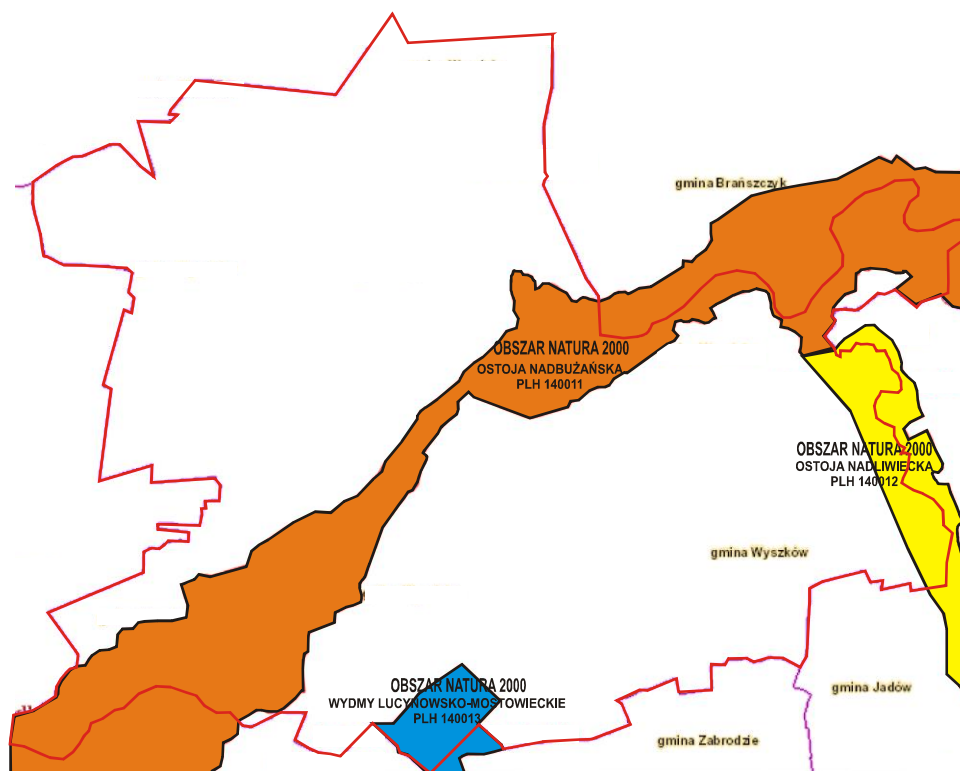 gmina Brańszczyk
OBSZAR NATURA 2000
OSTOJA NADBUŻAŃSKA
PLH 140011
OBSZAR NATURA 2000
OSTOJA NADLIWIECKA
PLH 140012
gmina Wyszków
OBSZAR NATURA 2000
WYDMY LUCYNOWSKO-MOSTOWIECKIE
PLH 140013
gmina Jadów
gmina Zabrodzie